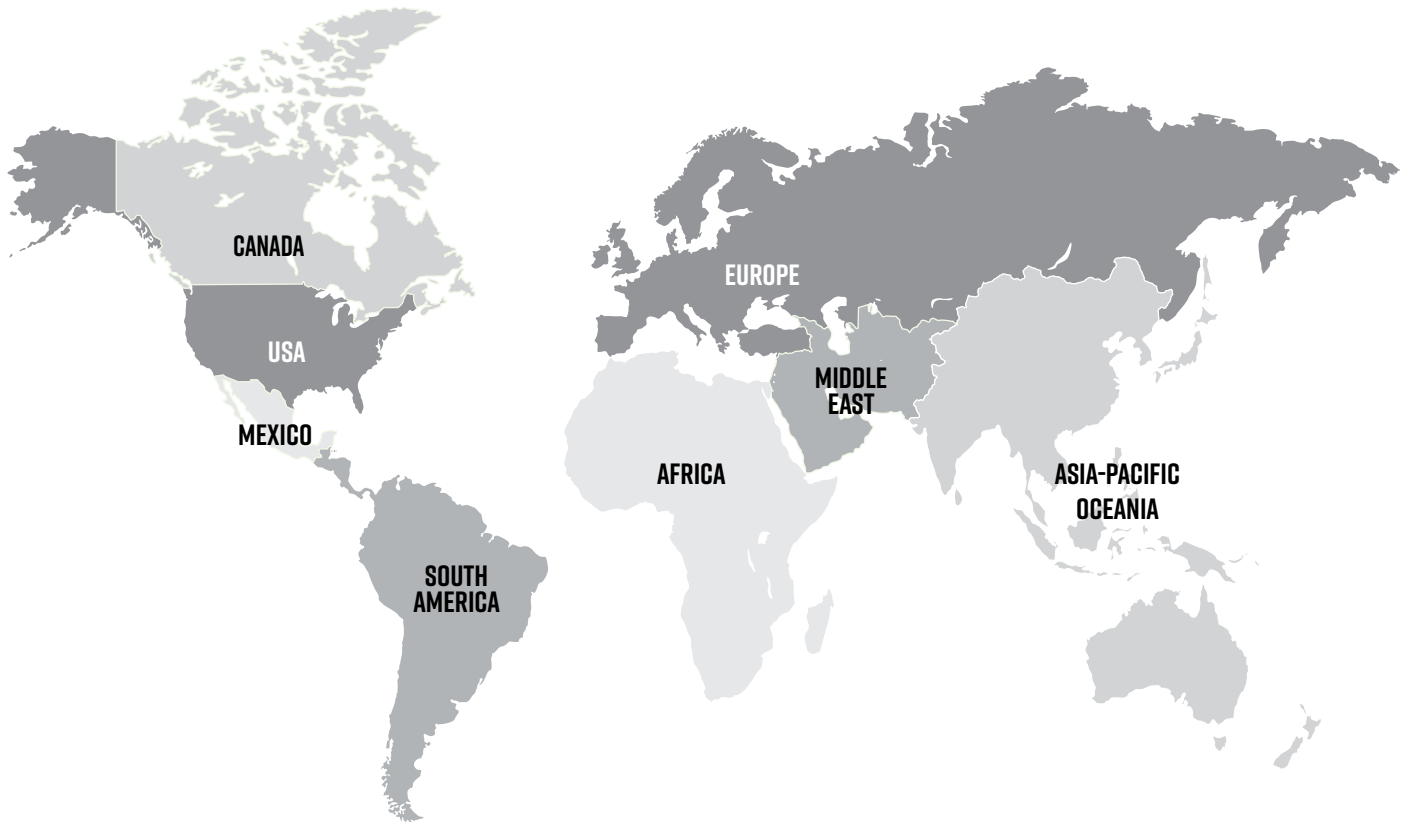 CANADA
EUROPE
USA
MIDDLE
EAST
MEXICO
AFRICA
ASIA-PACIFIC
OCEANIA
SOUTH
AMERICA